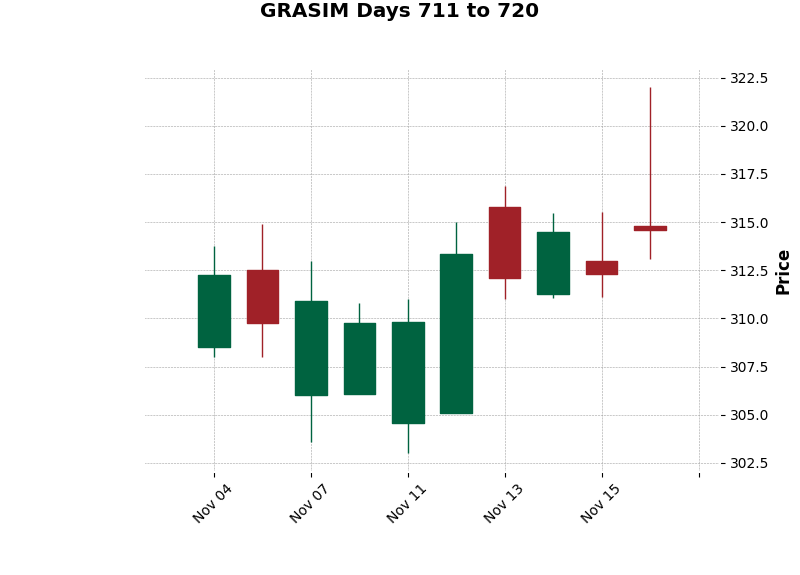 GRASIM Days 711 to 720
322.5
320.0
317.5
315.0
312.5
310.0
307.5
305.0
302.5
Price
Nov 04
Nov 07
Nov 11
Nov 13
Nov 15